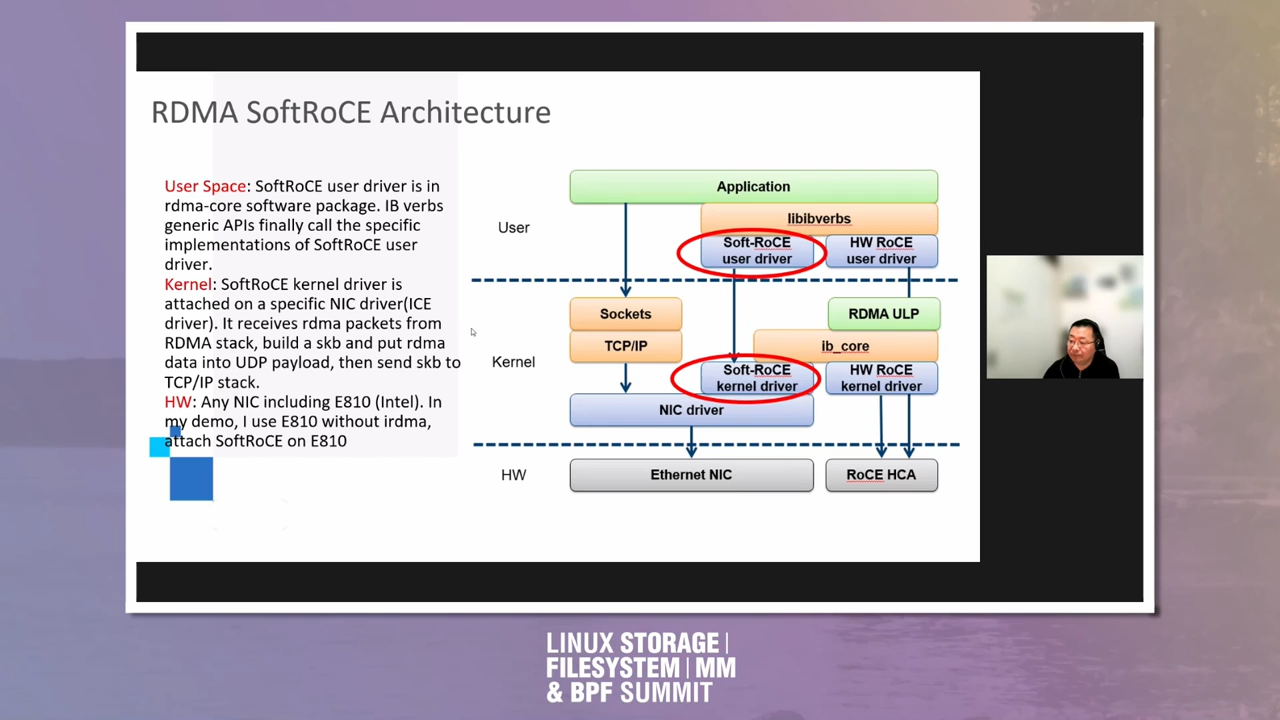 RDMA SoftRoCE Architecture
User Space: SoftRoCE user driver is in
rdma-core software package. IB verbs
generic APIs finally call the specific
implementations of SoftRoCE user
driver.
Kernel: SoftRoCE kernel driver is
attached on a specific NIC driver(ICE
driver). It receives rdma packets from
RDMA stack, build a skb and put rdma
data into UDP payload, then send skb to
TCP/IP stack.
HW: Any NIC including E810 (Intel). In
my demo, I use E810 without irdma,
attach SoftRoCE on E810
User
Application
libibverbs
Soft-RoCE
user driver
HW RoCE
user driver
Kernel
Sockets
TCP/IP
RDMA ULP
ib_core
Soft-RoCE
kernel driver
HW RoCE
kernel driver
NIC driver
HW
Ethernet NIC
RoCE HCA
LINUX STORAGE |
FILESYSTEM | MM
& BPF SUMMIT